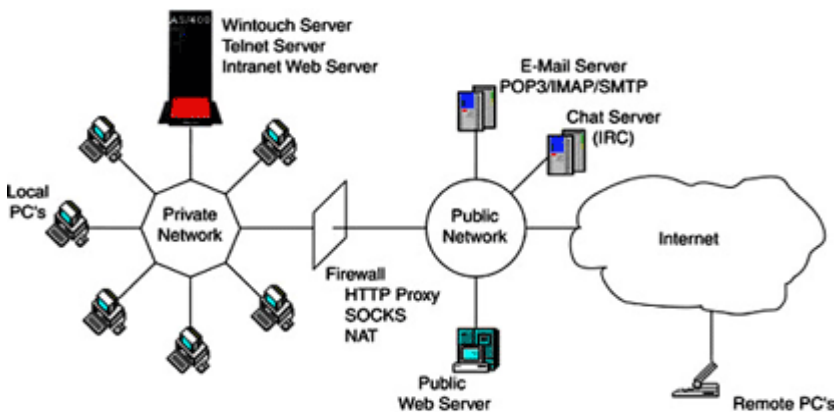 AS/400
Wintouch Server
Telnet Server
Intranet Web Server
E-Mail Server
POP3/IMAP/SMTP
Chat Server
(IRC)
Local
PC's
Private
Network
Public
Network
Internet
Firewall
HTTP Proxy
SOCKS
NAT
Public
Web Server
Remote PC's